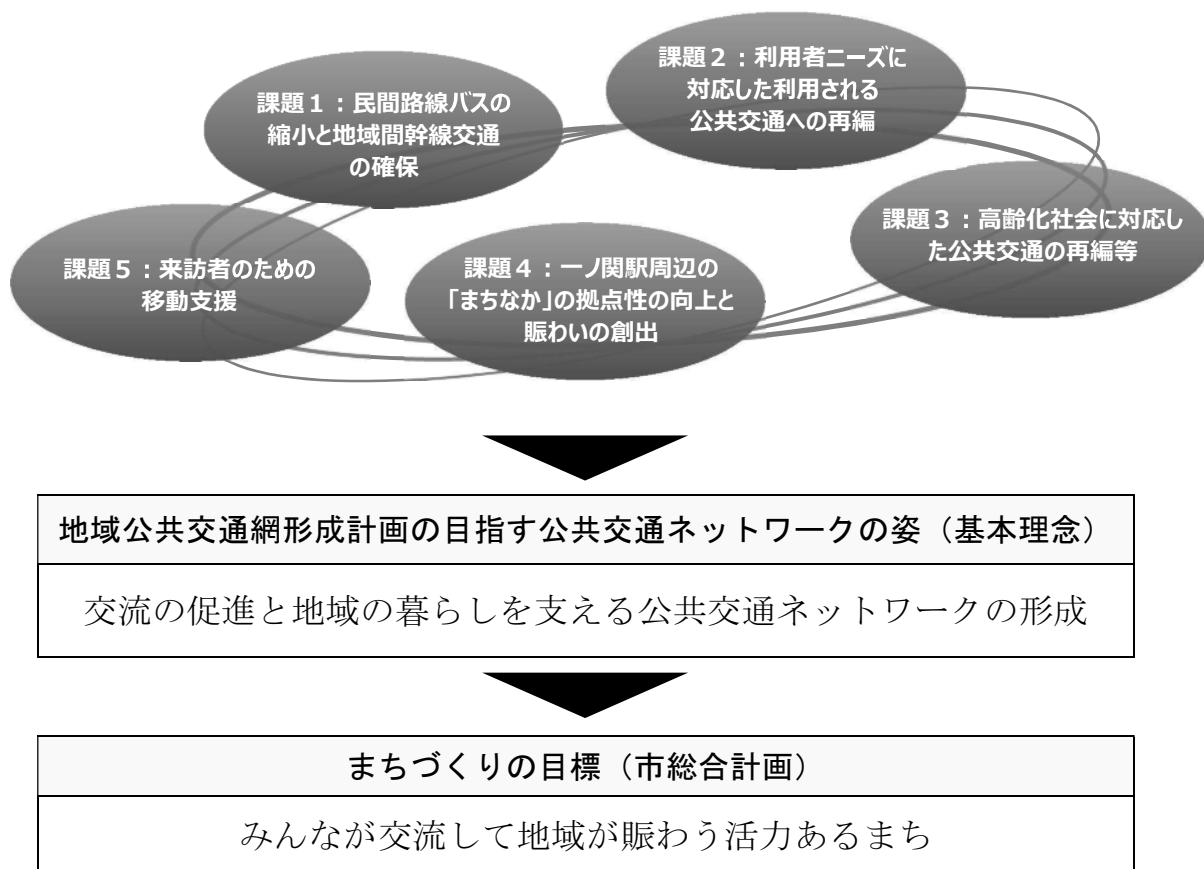 課題１：民間路線バスの
縮小と地域間幹線交通
の確保
課題２：利用者ニーズに
対応した利用される
公共交通への再編
課題３：高齢化社会に対応し
た公共交通の再編等
課題４：一ノ関駅周辺の
「まちなか」の拠点性の向上と
賑わいの創出
課題５：来訪者のための
移動支援
地域公共交通網形成計画の目指す公共交通ネットワークの姿（基本理念）
交流の促進と地域の暮らしを支える公共交通ネットワークの形成
まちづくりの目標（市総合計画）
みんなが交流して地域が賑わう活力あるまち